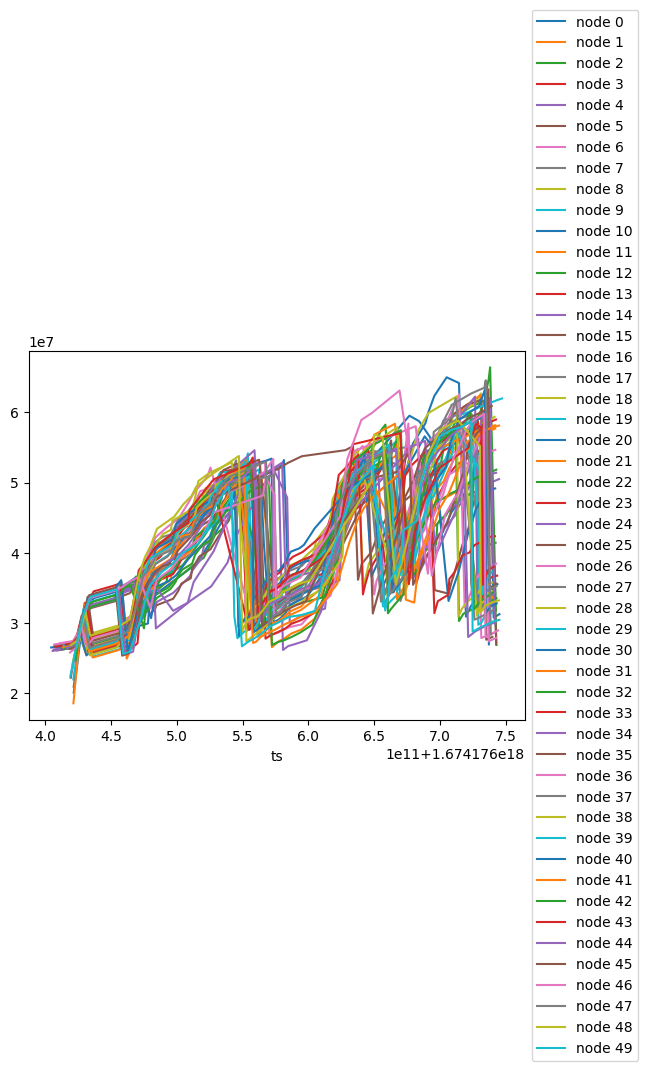 1e7
6
5
4
3
2
4.0 4.5 5.0 5.5 6.0 6.5 7.0 7.5
ts
1e11+1.674176e18
node 0
node 1
node 2
node 3
node 4
node 5
node 6
node 7
node 8
node 9
node 10
node 11
node 12
node 13
node 14
node 15
node 16
node 17
node 18
node 19
node 20
node 21
node 22
node 23
node 24
node 25
node 26
node 27
node 28
node 29
node 30
node 31
node 32
node 33
node 34
node 35
node 36
node 37
node 38
node 39
node 40
node 41
node 42
node 43
node 44
node 45
node 46
node 47
node 48
node 49